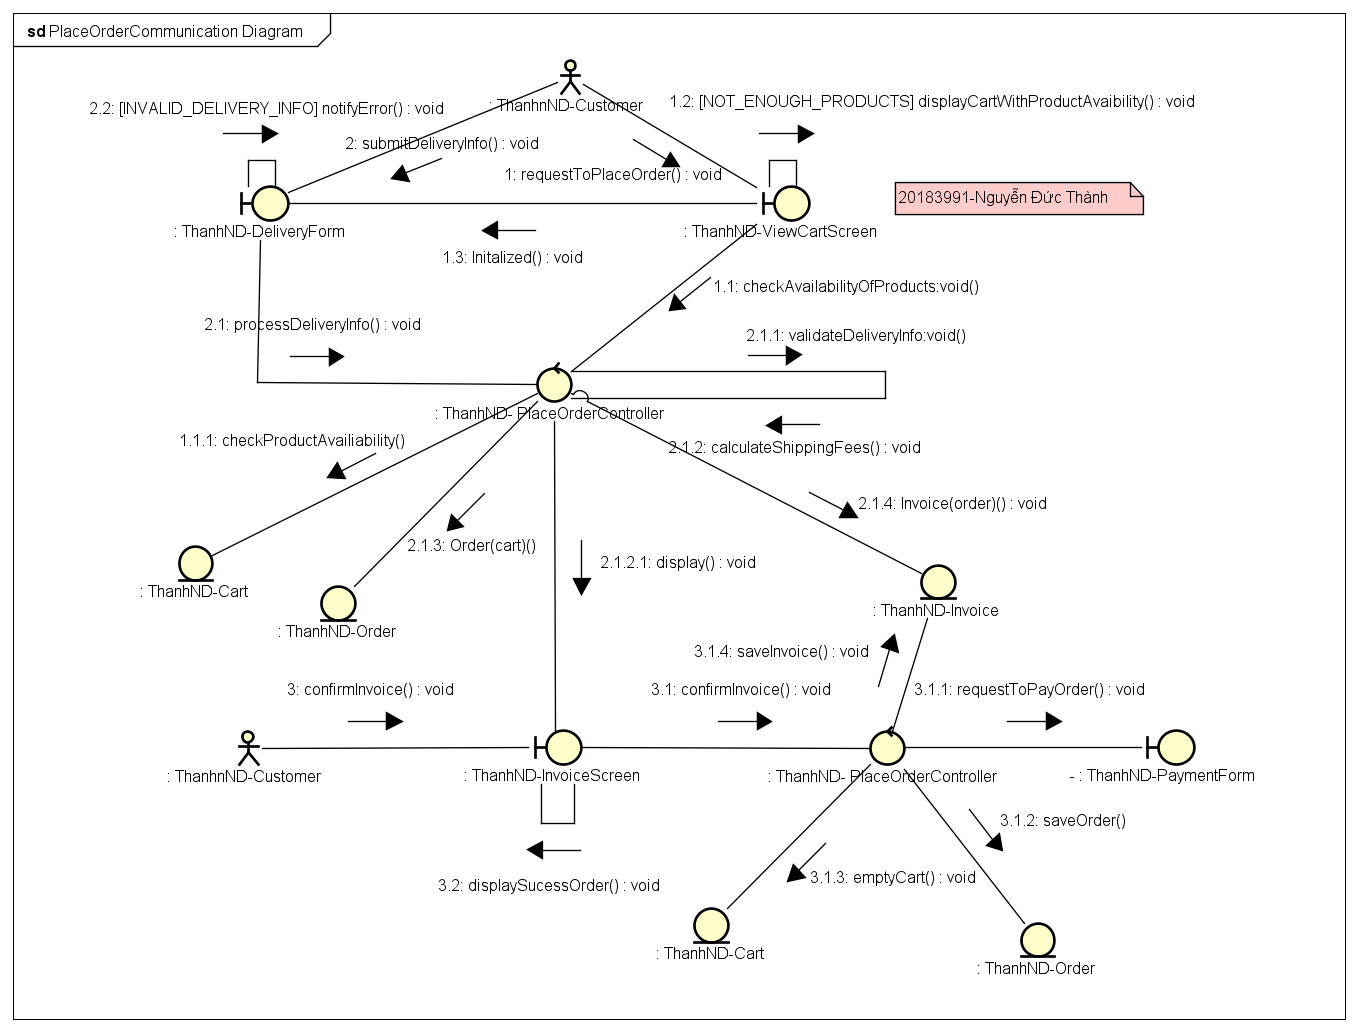 sd PlaceOrderCommunication Diagram
2.2: [INVALID_DELIVERY_INFO] notifyError() : void
: ThanhnND-Customer
1.2: [NOT_ENOUGH_PRODUCTS] displayCartWithProductAvaibility() : void
2: submitDeliveryInfo() : void
1: requestToPlaceOrder() : void
20183991-Nguyễn Đức Thành
: ThanhND-DeliveryForm
: ThanhND-ViewCartScreen
1.3: Initalized() : void
1.1: checkAvailabilityOfProducts:void()
2.1: processDeliveryInfo() : void
2.1.1: validateDeliveryInfo:void()
: ThanhND- PlaceOrderController
1.1.1: checkProductAvailiability()
2.1.2: calculateShippingFees() : void
2.1.4: Invoice(order)() : void
2.1.3: Order(cart)()
2.1.2.1: display() : void
: ThanhND-Cart
: ThanhND-Invoice
: ThanhND-Order
3.1.4: saveInvoice() : void
3: confirmInvoice() : void
3.1: confirmInvoice() : void
3.1.1: requestToPayOrder() : void
: ThanhnND-Customer
: ThanhND-InvoiceScreen
: ThanhND- PlaceOrderController
- : ThanhND-PaymentForm
3.1.2: saveOrder()
3.2: displaySucessOrder() : void
3.1.3: emptyCart() : void
: ThanhND-Cart
: ThanhND-Order